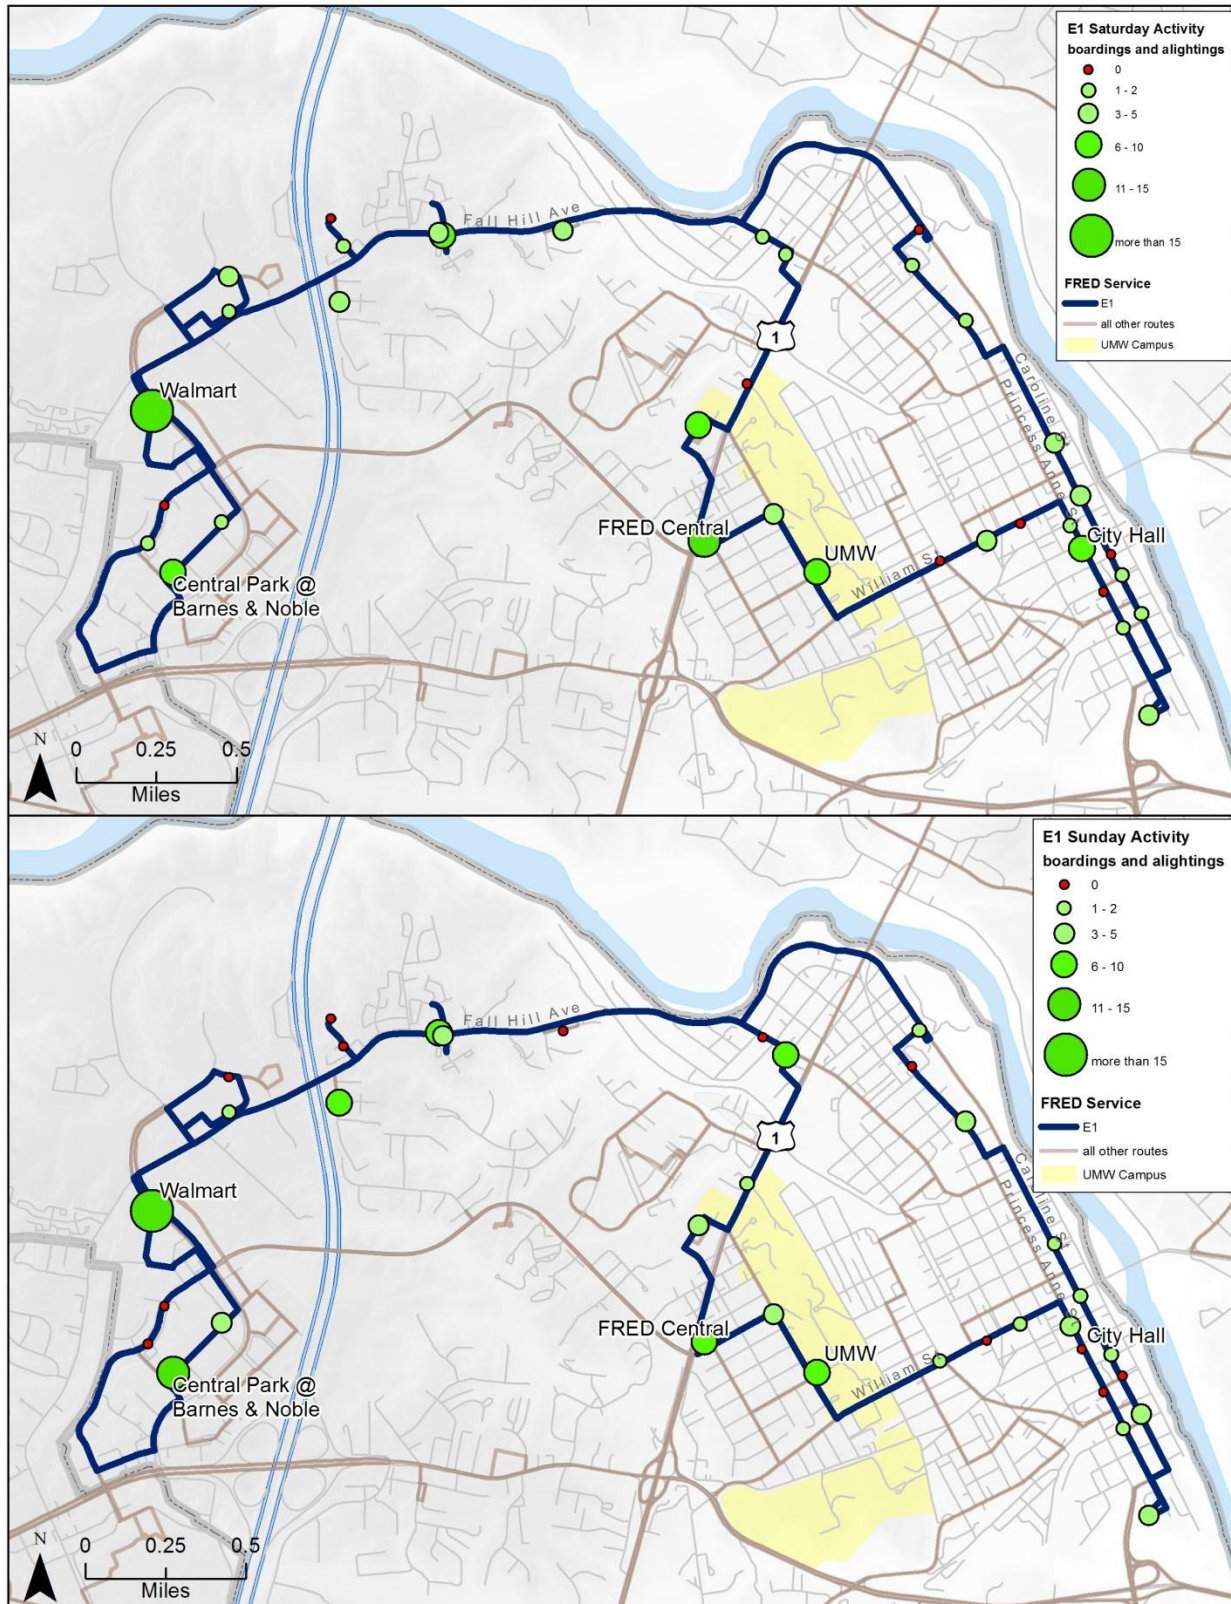 E1 Saturday Activity
boardings and alightings
0
1 - 2
3 - 5
6 - 10
11 - 15
more than 15
FRED Service
E1
all other routes
UMW Campus
Fall Hill Ave
1
Walmart
Caroline St
Princess Anne St
FRED Central
City Hall
UMW
William St
Central Park @
Barnes & Noble
N
0 0.25 0.5
Miles
E1 Sunday Activity
boardings and alightings
0
1 - 2
3 - 5
6 - 10
11 - 15
more than 15
FRED Service
E1
all other routes
UMW Campus
Fall Hill Ave
1
Walmart
Caroline St
Princess Anne St
FRED Central
City Hall
UMW
William St
Central Park @
Barnes & Noble
N
0 0.25 0.5
Miles